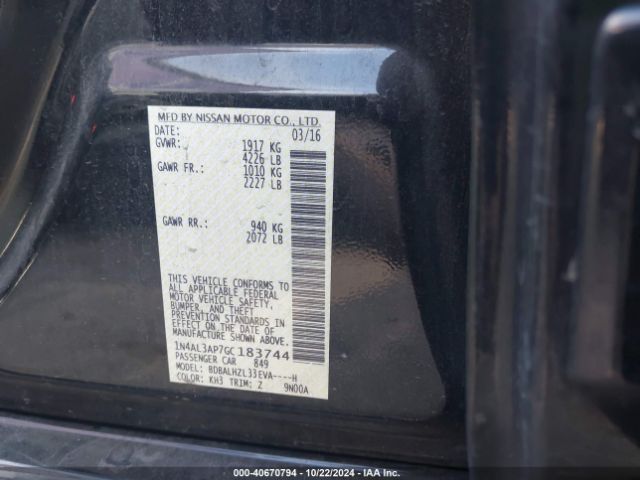 MFD BY NISSAN MOTOR CO., LTD.
DATE: 03/16
GVWR: 1917 KG
4226 LB
GAWR FR.: 1010 KG
2227 LB
GAWR RR.: 940 KG
2072 LB
THIS VEHICLE CONFORMS TO
ALL APPLICABLE FEDERAL
MOTOR VEHICLE SAFETY,
BUMPER, AND THEFT
PREVENTION STANDARDS IN
EFFECT ON THE DATE OF
MANUFACTURE SHOWN ABOVE.
1N4AL3AP7GC183744
PASSENGER CAR 849
MODEL: BDBALHZL33EVA----H
COLOR: KH3 TRIM: Z 9N00A
000-40670794 - 10/22/2024 - IAA Inc.